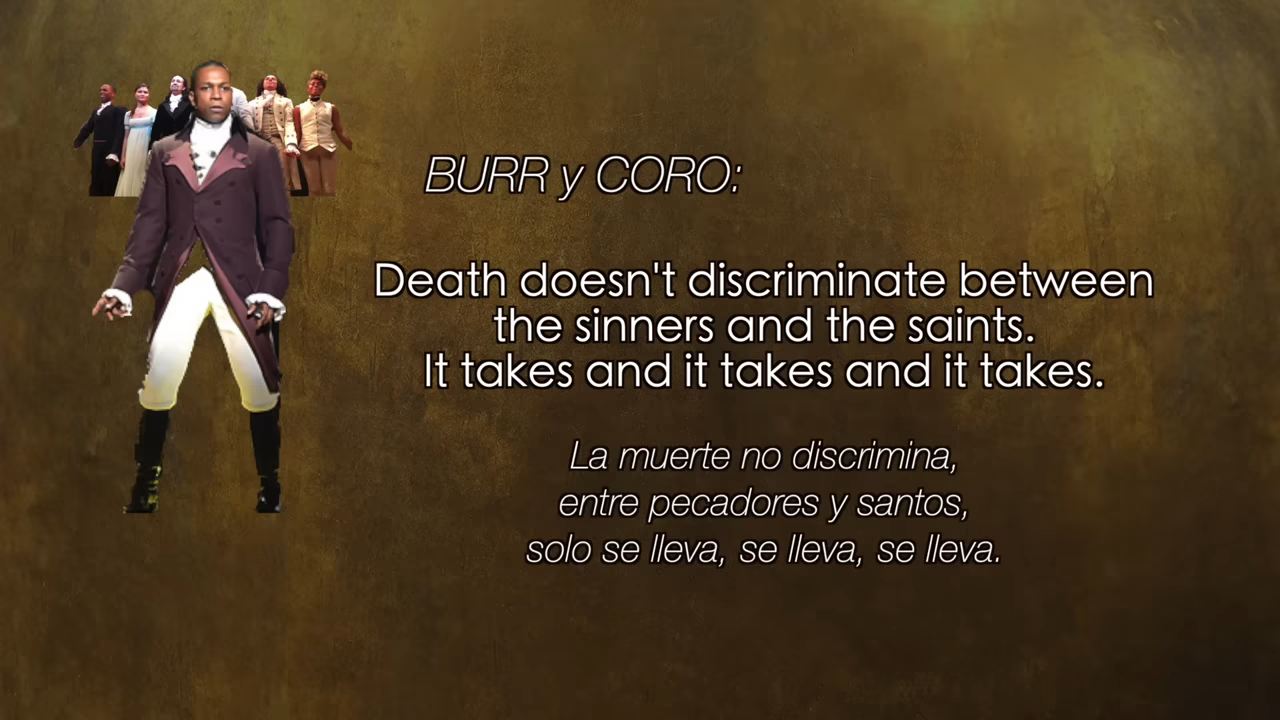 BURR y CORO:
Death doesn't discriminate between
the sinners and the saints.
It takes and it takes and it takes.
La muerte no discrimina,
entre pecadores y santos,
solo se lleva, se lleva, se lleva.